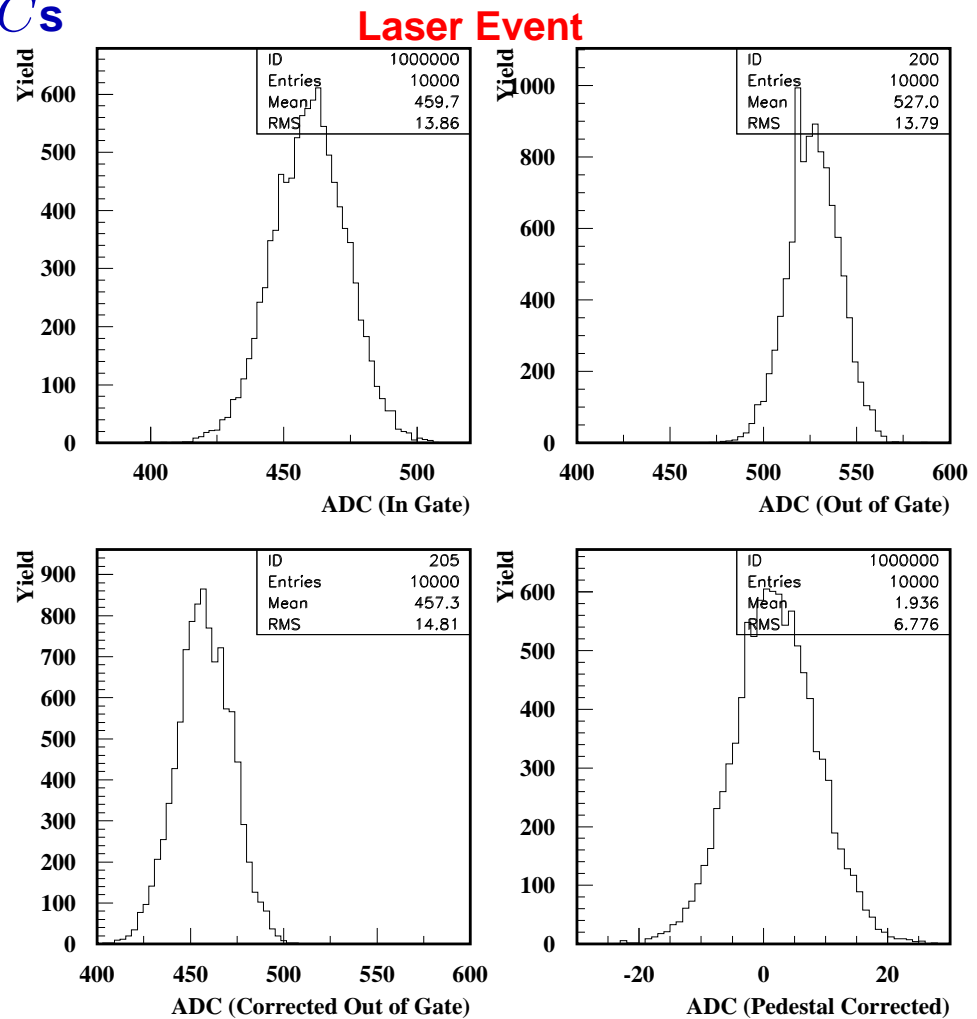 Cs
Laser Event
Yield
ID 1000000
Entries 10000
Mean 459.7
RMS 13.86
600
500
400
300
200
100
0
400 450 500
ADC (In Gate)
Yield
ID 200
Entries 10000
Mean 527.0
RMS 13.79
1000
800
600
400
200
0
400 450 500 550 600
ADC (Out of Gate)
Yield
ID 205
Entries 10000
Mean 457.3
RMS 14.81
900
800
700
600
500
400
300
200
100
0
400 450 500 550 600
ADC (Corrected Out of Gate)
Yield
ID 1000000
Entries 10000
Mean 1.936
RMS 6.776
600
500
400
300
200
100
0
-20 0 20
ADC (Pedestal Corrected)